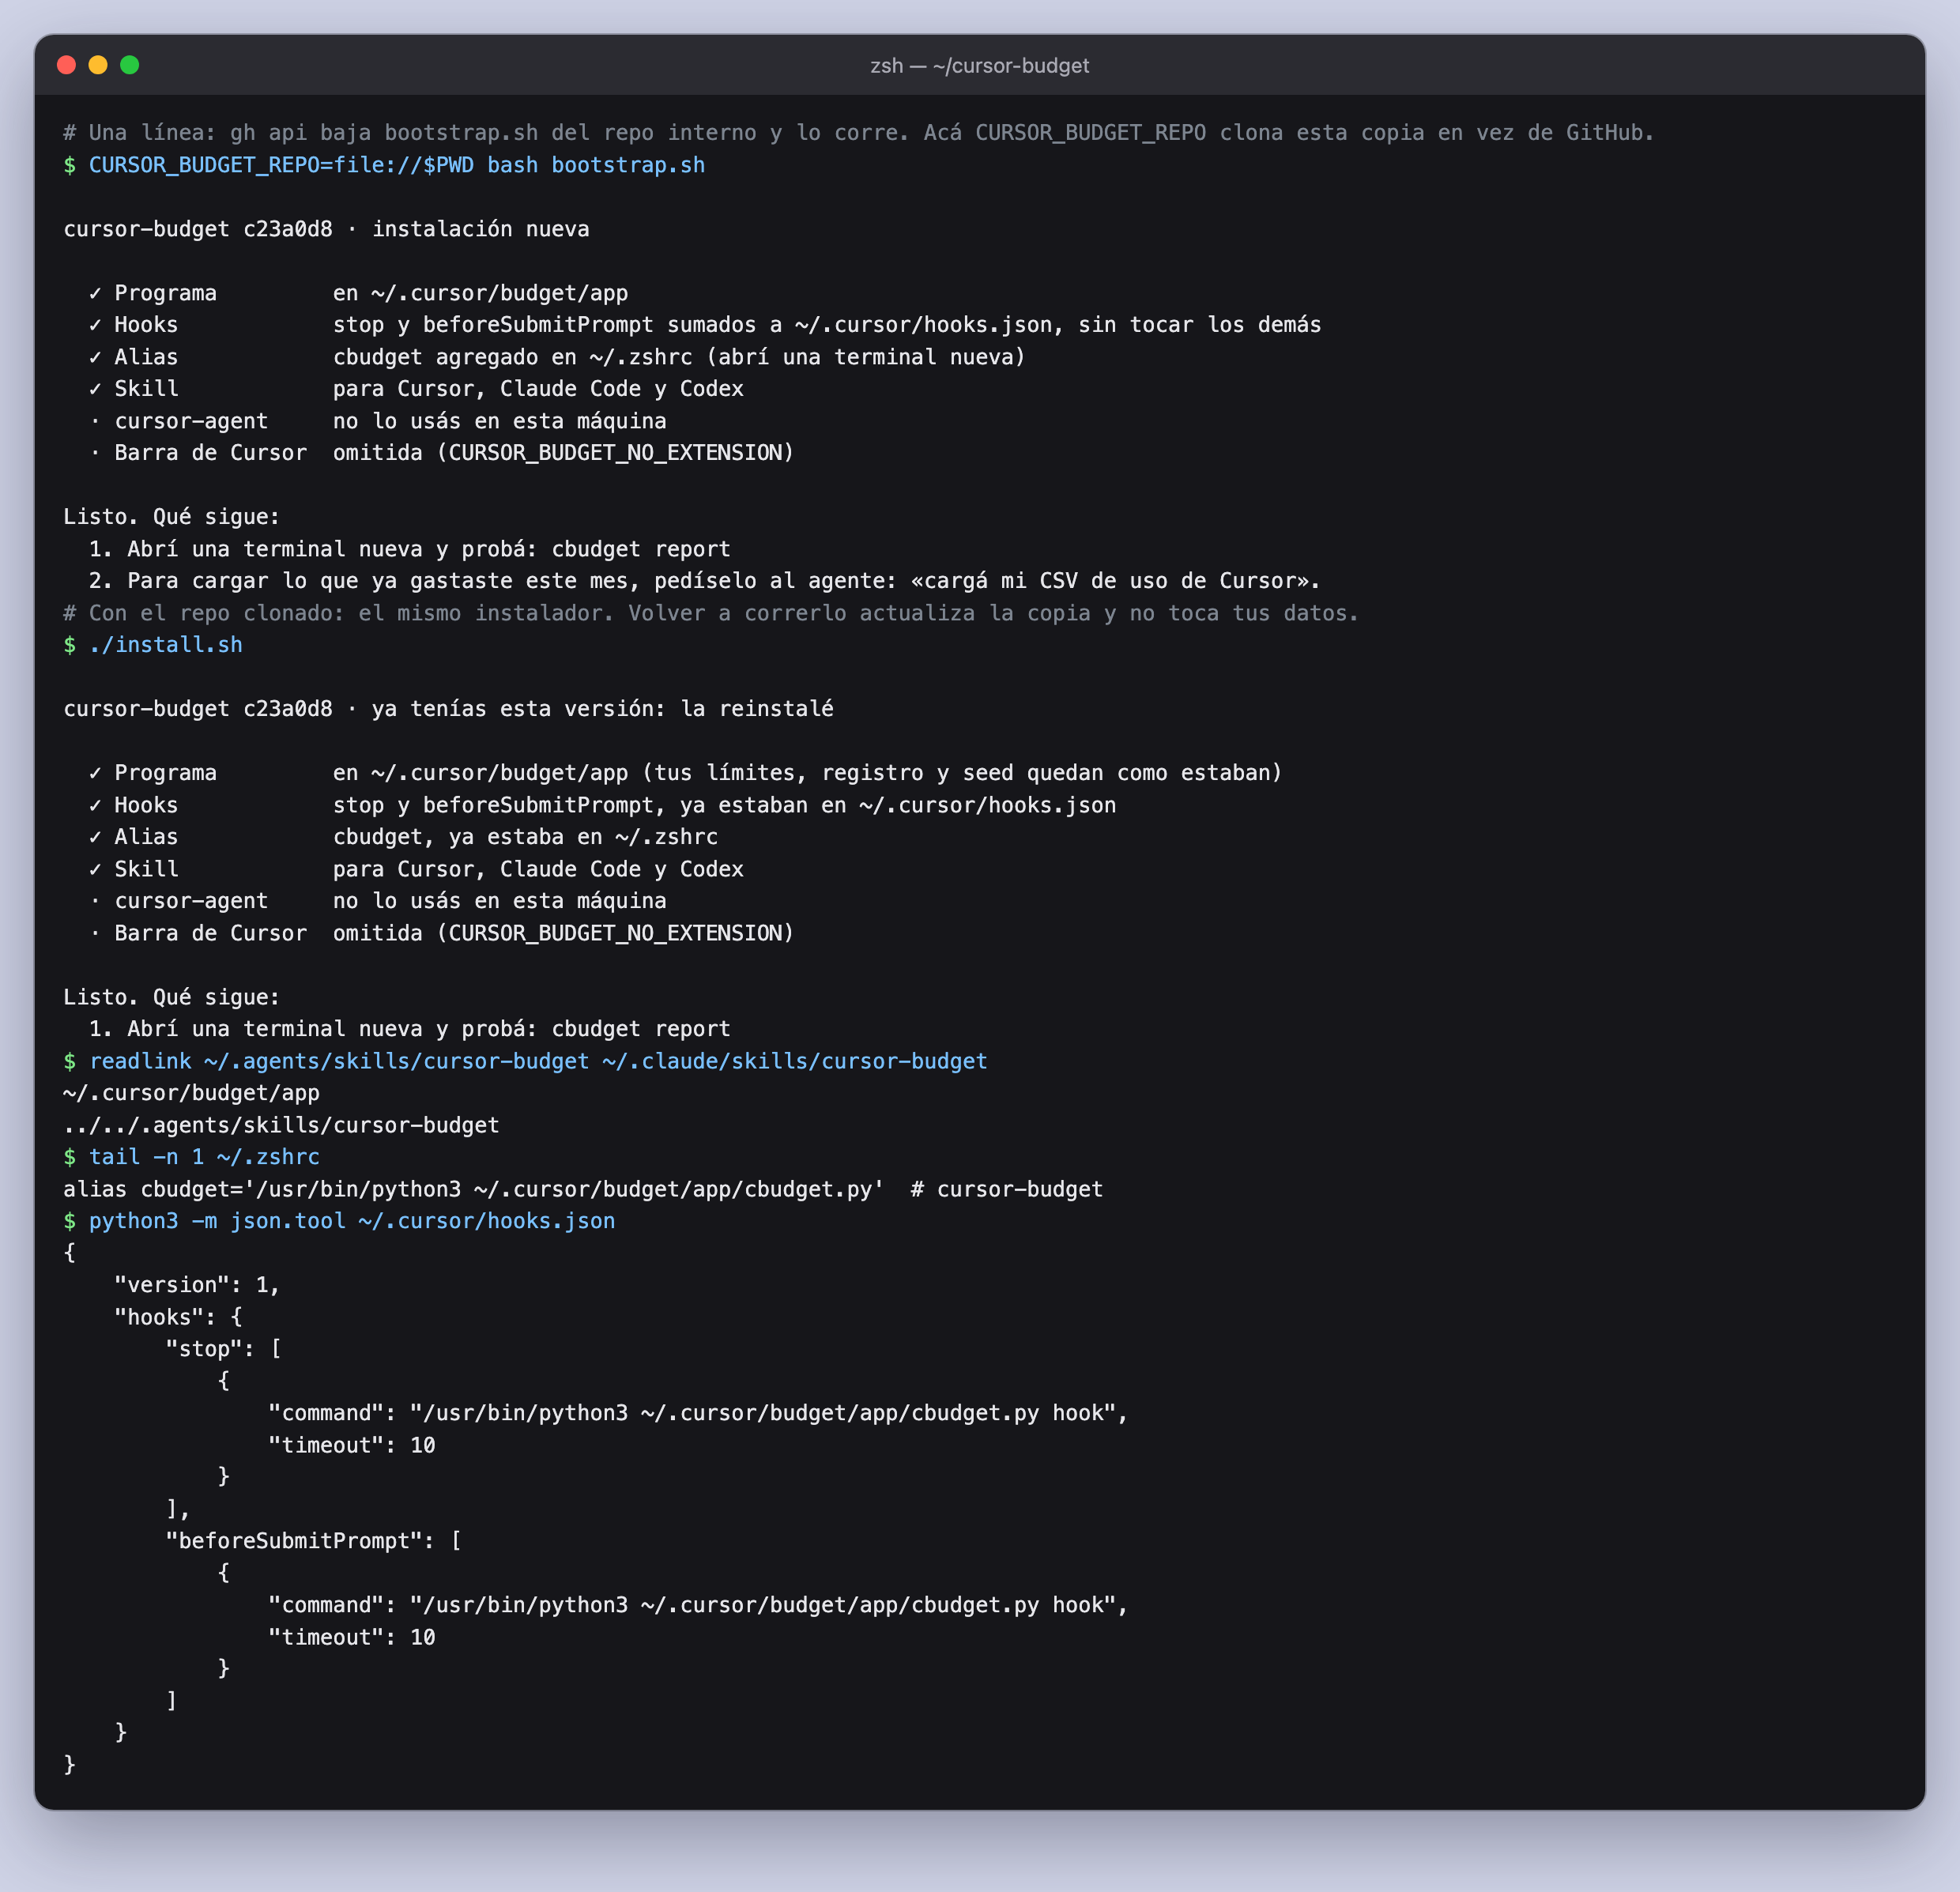 zsh — ~/cursor-budget
# Una línea: gh api baja bootstrap.sh del repo interno y lo corre. Acá CURSOR_BUDGET_REPO clona esta copia en vez de GitHub.
$ CURSOR_BUDGET_REPO=file://$PWD bash bootstrap.sh

cursor-budget c23a0d8 · instalación nueva

  ✓ Programa         en ~/.cursor/budget/app
  ✓ Hooks            stop y beforeSubmitPrompt sumados a ~/.cursor/hooks.json, sin tocar los demás
  ✓ Alias            cbudget agregado en ~/.zshrc (abrí una terminal nueva)
  ✓ Skill            para Cursor, Claude Code y Codex
  · cursor-agent     no lo usás en esta máquina
  · Barra de Cursor  omitida (CURSOR_BUDGET_NO_EXTENSION)

Listo. Qué sigue:
  1. Abrí una terminal nueva y probá: cbudget report
  2. Para cargar lo que ya gastaste este mes, pedíselo al agente: «cargá mi CSV de uso de Cursor».
# Con el repo clonado: el mismo instalador. Volver a correrlo actualiza la copia y no toca tus datos.
$ ./install.sh

cursor-budget c23a0d8 · ya tenías esta versión: la reinstalé

  ✓ Programa         en ~/.cursor/budget/app (tus límites, registro y seed quedan como estaban)
  ✓ Hooks            stop y beforeSubmitPrompt, ya estaban en ~/.cursor/hooks.json
  ✓ Alias            cbudget, ya estaba en ~/.zshrc
  ✓ Skill            para Cursor, Claude Code y Codex
  · cursor-agent     no lo usás en esta máquina
  · Barra de Cursor  omitida (CURSOR_BUDGET_NO_EXTENSION)

Listo. Qué sigue:
  1. Abrí una terminal nueva y probá: cbudget report
$ readlink ~/.agents/skills/cursor-budget ~/.claude/skills/cursor-budget
~/.cursor/budget/app
../../.agents/skills/cursor-budget
$ tail -n 1 ~/.zshrc
alias cbudget='/usr/bin/python3 ~/.cursor/budget/app/cbudget.py'  # cursor-budget
$ python3 -m json.tool ~/.cursor/hooks.json
{
    "version": 1,
    "hooks": {
        "stop": [
            {
                "command": "/usr/bin/python3 ~/.cursor/budget/app/cbudget.py hook",
                "timeout": 10
            }
        ],
        "beforeSubmitPrompt": [
            {
                "command": "/usr/bin/python3 ~/.cursor/budget/app/cbudget.py hook",
                "timeout": 10
            }
        ]
    }
}